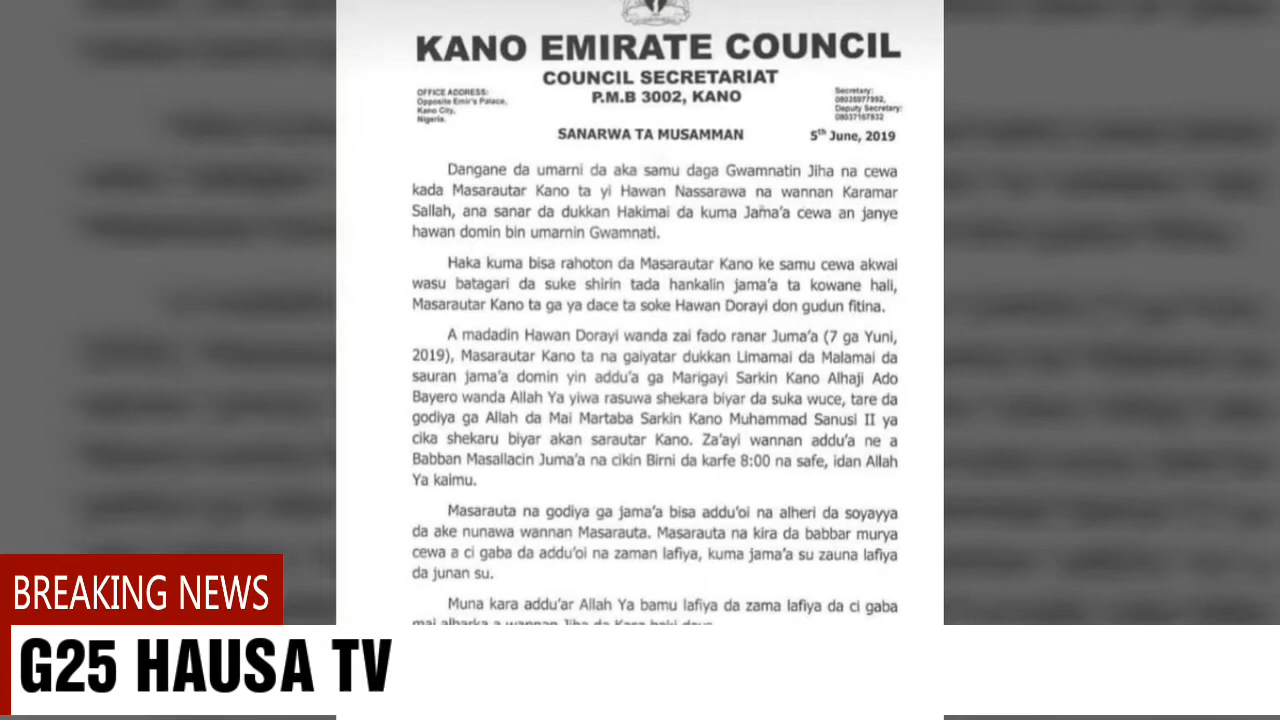 KANO EMIRATE COUNCIL
COUNCIL SECRETARIAT
P.M.B 3002, KANO
OFFICE ADDRESS:
Opposite Emir's Palace,
Kano City,
Nigeria.
Secretary:
08035977992,
Deputy Secretary:
08037167832
SANARWA TA MUSAMMAN
5th June, 2019
Dangane da umarni da aka samu daga Gwamnatin Jiha na cewa
kada Masarautar Kano ta yi Hawan Nassarawa na wannan Karamar
Sallah, ana sanar da dukkan Hakimai da kuma Jama'a cewa an janye
hawan domin bin umarnin Gwamnati.
Haka kuma bisa rahoton da Masarautar Kano ke samu cewa akwai
wasu batagari da suke shirin tada hankalin jama'a ta kowane hali,
Masarautar Kano ta ga ya dace ta soke Hawan Dorayi don gudun fitina.
A madadin Hawan Dorayi wanda zai fado ranar Juma'a (7 ga Yuni,
2019), Masarautar Kano ta na gaiyatar dukkan Limamai da Malamai da
sauran jama'a domin yin addu'a ga Marigayi Sarkin Kano Alhaji Ado
Bayero wanda Allah Ya yiwa rasuwa shekara biyar da suka wuce, tare da
godiya ga Allah da Mai Martaba Sarkin Kano Muhammad Sanusi II ya
cika shekaru biyar akan sarautar Kano. Za'ayi wannan addu'a ne a
Babban Masallacin Juma'a na cikin Birni da karfe 8:00 na safe, idan Allah
Ya kaimu.
Masarauta na godiya ga jama'a bisa addu'oi na alheri da soyayya
da ake nunawa wannan Masarauta. Masarauta na kira da babbar murya
cewa a ci gaba da addu'oi na zaman lafiya, kuma jama'a su zauna lafiya
da junan su.
Muna kara addu'ar Allah Ya bamu lafiya da zama lafiya da ci gaba
BREAKING NEWS
G25 HAUSA TV